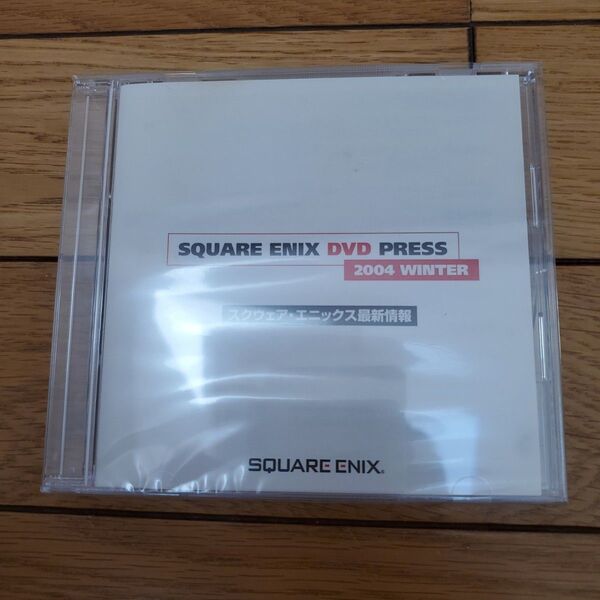 SQUARE ENIX DVD PRESS
2004 WINTER
スクウェア・エニックス最新情報
SQUARE ENIX®